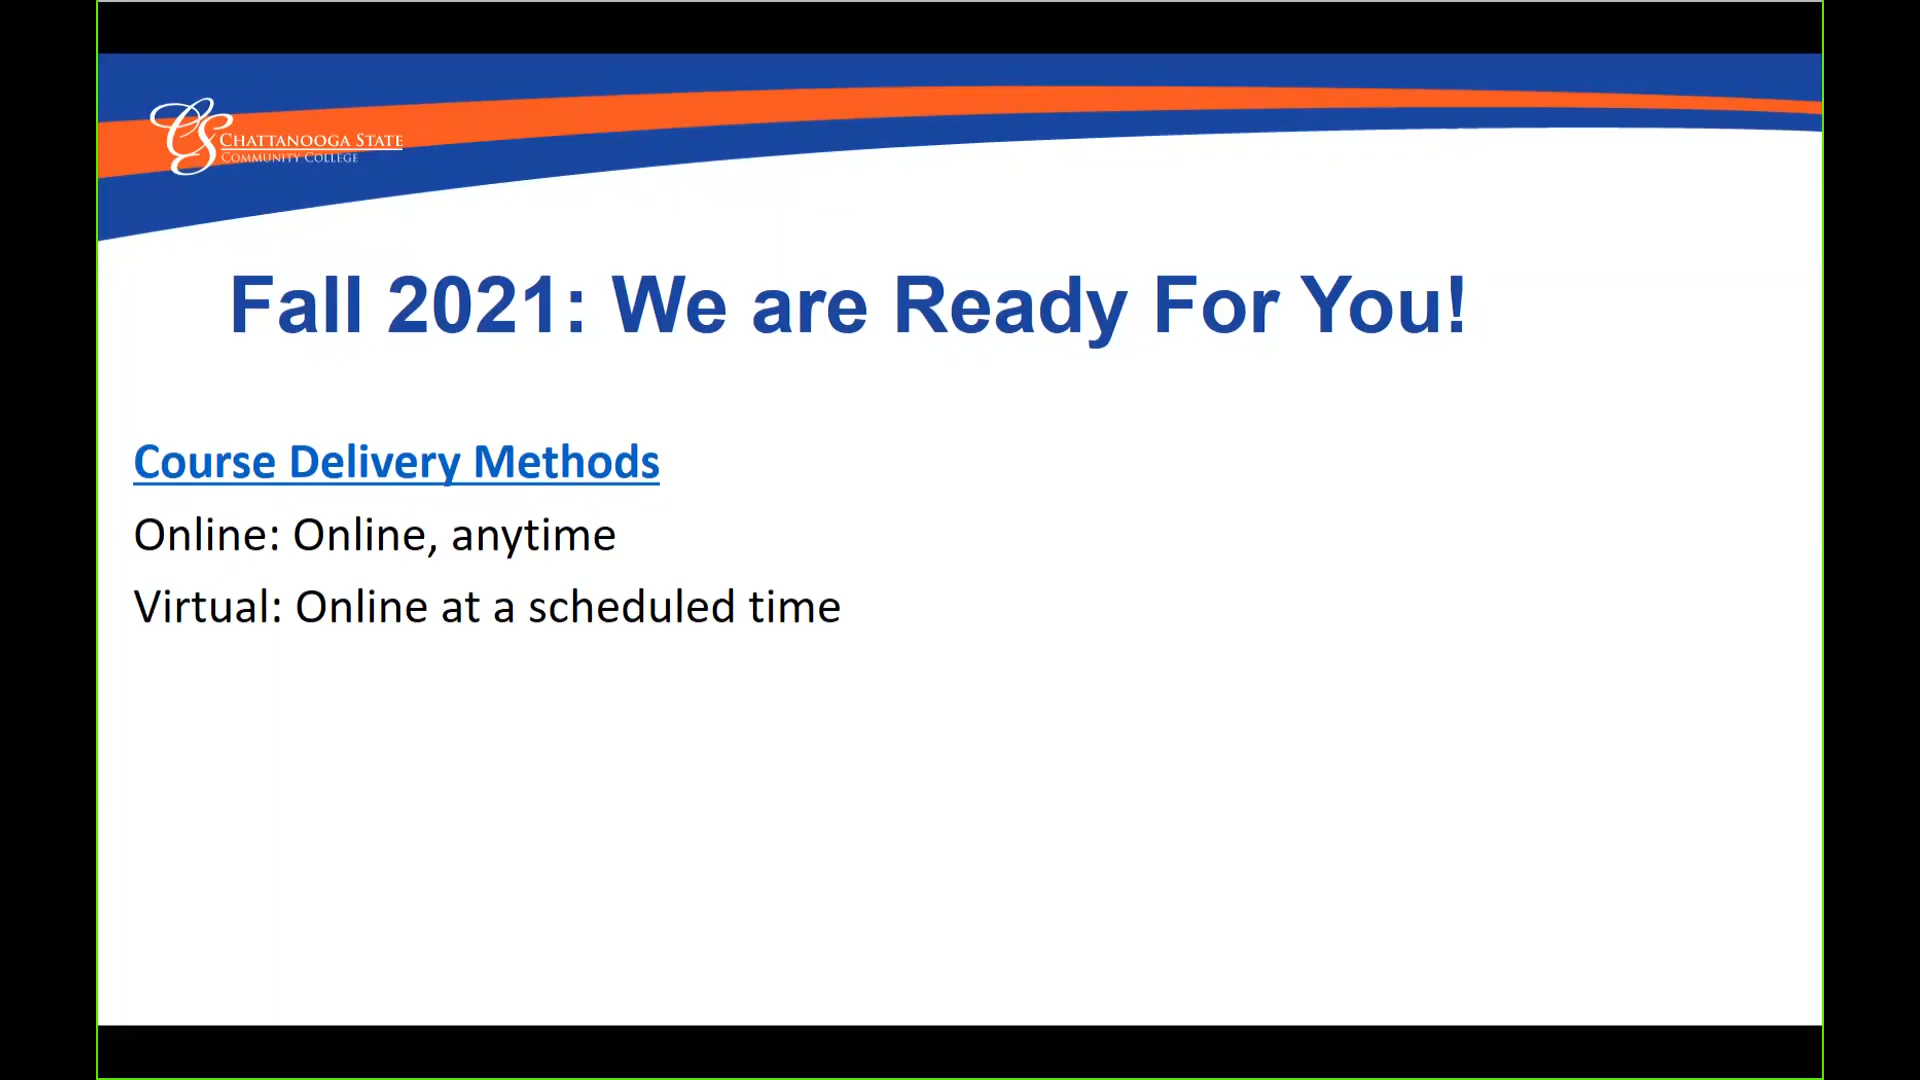 CHATTANOOGA STATE
COMMUNITY COLLEGE
Fall 2021: We are Ready For You!
Course Delivery Methods
Online: Online, anytime
Virtual: Online at a scheduled time